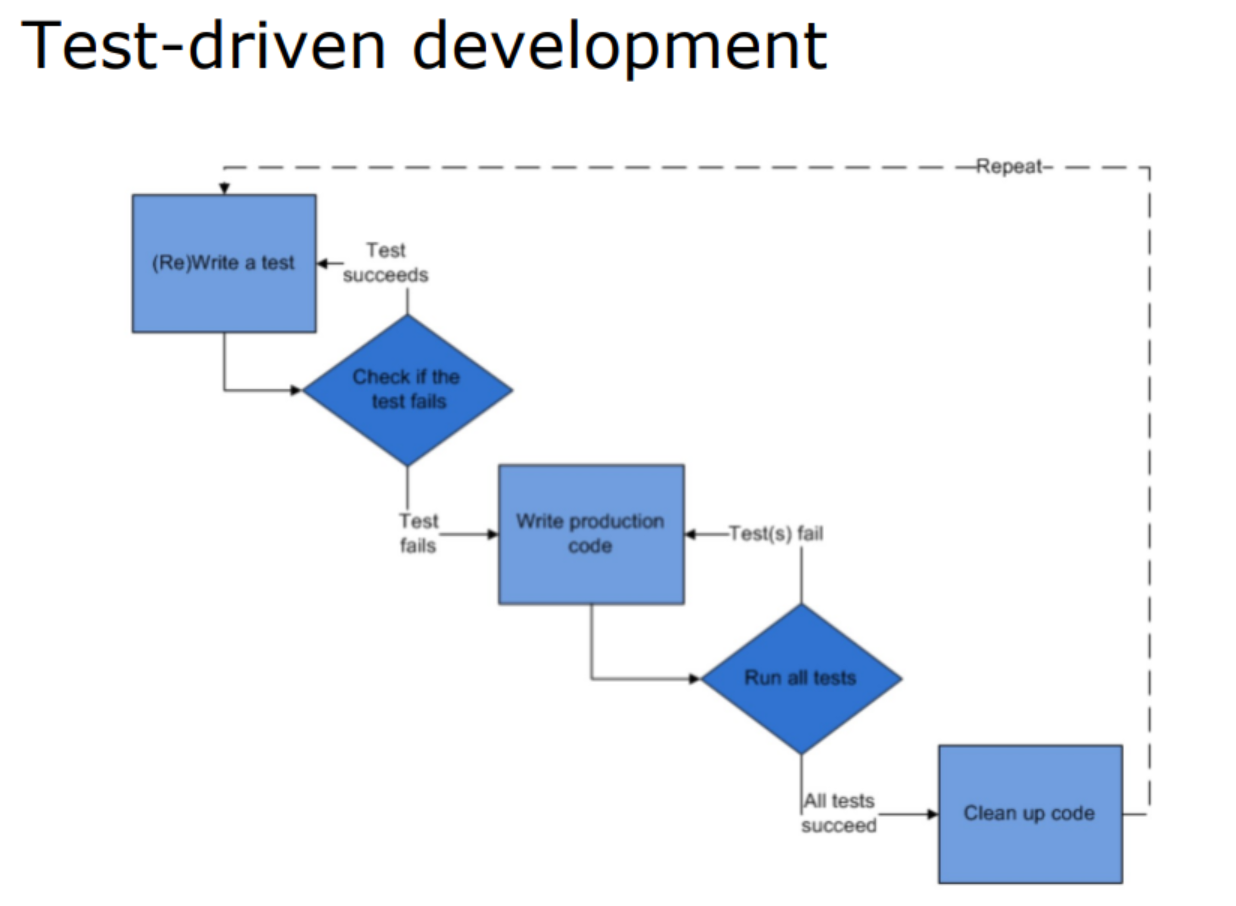 Test-driven development
Repeat
(Re)Write a test
Test
succeeds
Check if the
test fails
Test
fails
Write production
code
Test(s) fail
Run all tests
All tests
succeed
Clean up code